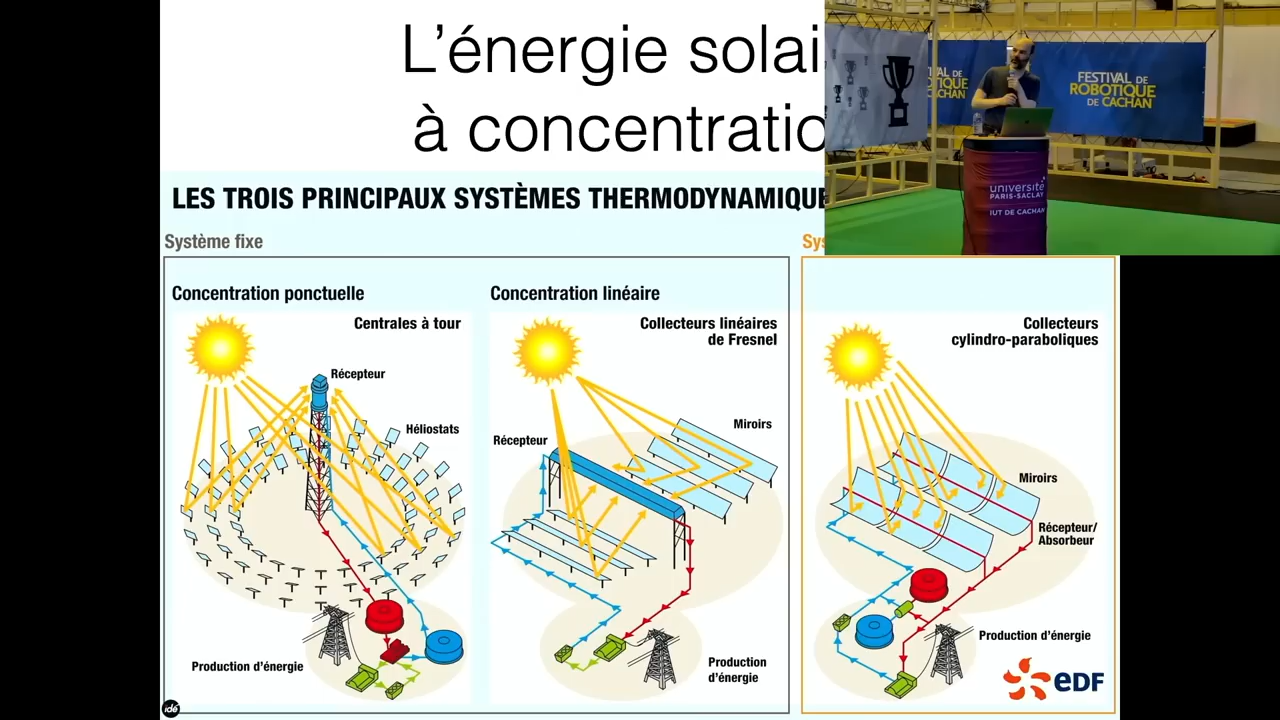 L'énergie solai
à concentratio
LES TROIS PRINCIPAUX SYSTÈMES THERMODYNAMIQUE
Système fixe
Concentration ponctuelle
Centrales à tour
Récepteur
Héliostats
Production d'énergie
Concentration linéaire
Collecteurs linéaires
de Fresnel
Récepteur
Miroirs
Production
d'énergie
Sys
Collecteurs
cylindro-paraboliques
Miroirs
Récepteur/
Absorbeur
Production d'énergie
eDF
idé
FESTIVAL DE
ROBOTIQUE
DE CACHAN
université
PARIS-SACLAY
IUT DE CACHAN